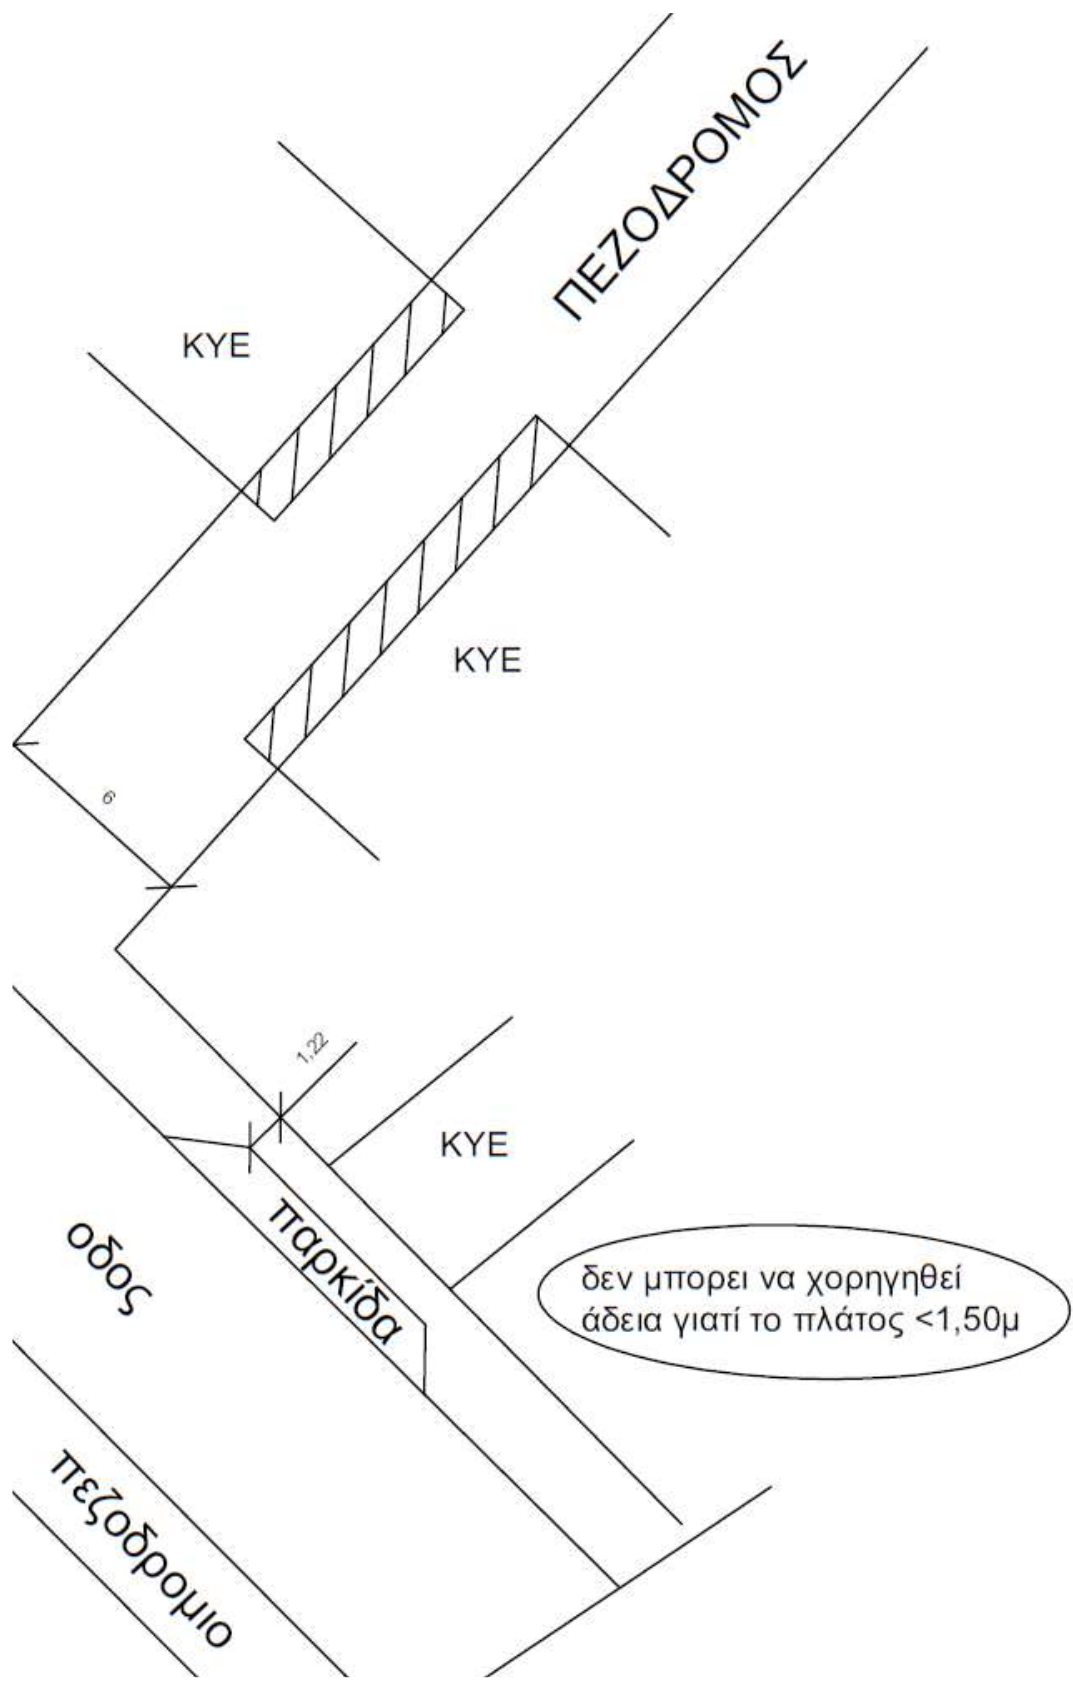 ΠΕΖΟΔΡΟΜΟΣ
ΚΥΕ
ΚΥΕ
6
1,22
ΚΥΕ
παρκίδα
οδος
δεν μπορει να χορηγηθεί
άδεια γιατί το πλάτος <1,50μ
πεζοδρομιο